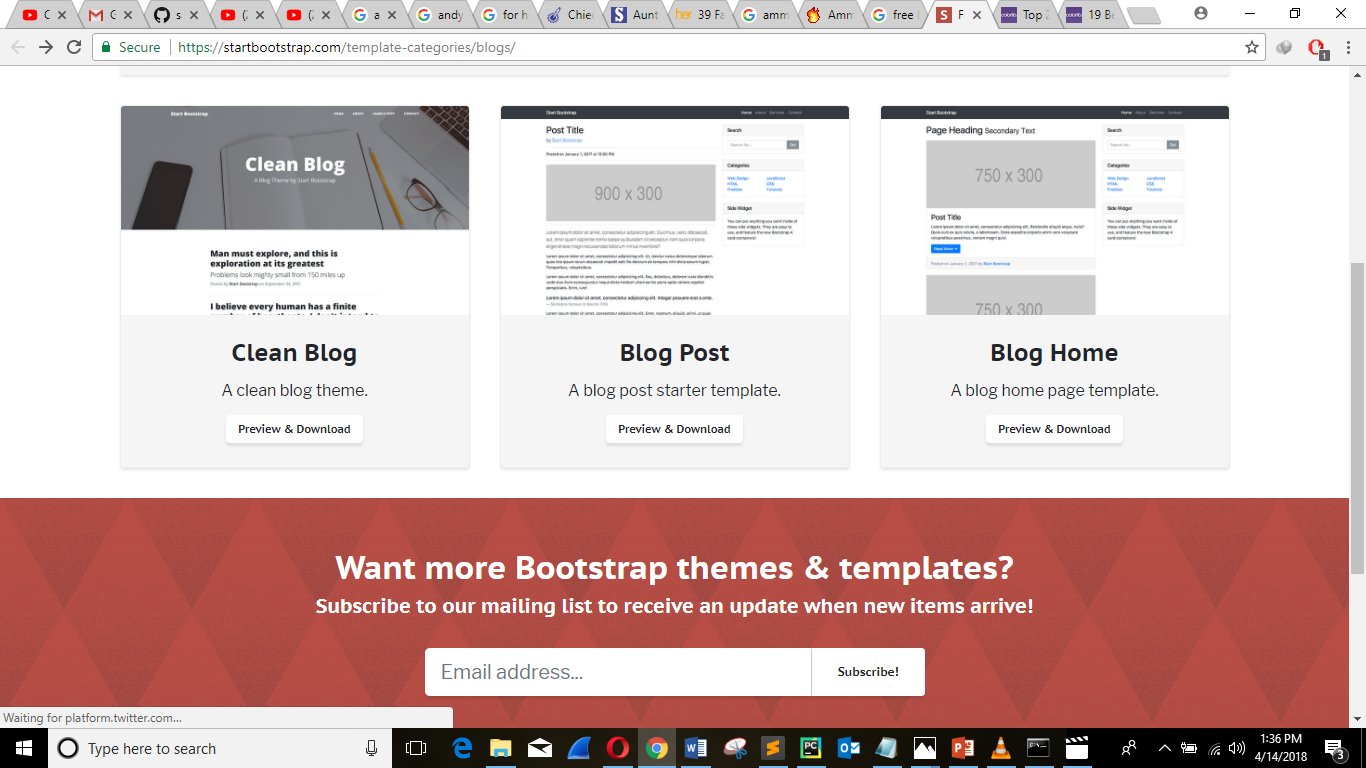 C
G
s
(2
(2
a
andy
for h
Chiec
Aunt
39 Fa
amm
Amm
free
F
Top 2
19 Be
Secure
https://startbootstrap.com/template-categories/blogs/
1
Start Bootstrap
HOME ABOUT SAMPLE POST CONTACT
Clean Blog
A Blog Theme by Start Bootstrap
Man must explore, and this is
exploration at its greatest
Problems look mighty small from 150 miles up
Posted by Start Bootstrap on September 24, 2017
I believe every human has a finite
Clean Blog
A clean blog theme.
Preview & Download
Start Bootstrap
Home About Services Contact
Post Title
by Start Bootstrap
Posted on January 1, 2017 at 12:00 PM
900 x 300
Search
Search for...
Go!
Categories
Web Design JavaScript
HTML CSS
Freebies Tutorials
Side Widget
You can put anything you want inside of
these side widgets. They are easy to
use, and feature the new Bootstrap 4
card containers!
Blog Post
A blog post starter template.
Preview & Download
Start Bootstrap
Home About Services Contact
Page Heading Secondary Text
750 x 300
Post Title
Read More →
Posted on January 1, 2017 by Start Bootstrap
750 x 300
Search
Search for...
Go!
Categories
Web Design JavaScript
HTML CSS
Freebies Tutorials
Side Widget
You can put anything you want inside of
these side widgets. They are easy to
use, and feature the new Bootstrap 4
card containers!
Blog Home
A blog home page template.
Preview & Download
Want more Bootstrap themes & templates?
Subscribe to our mailing list to receive an update when new items arrive!
Email address...
Subscribe!
Waiting for platform.twitter.com...
Type here to search
1:36 PM
4/14/2018
3